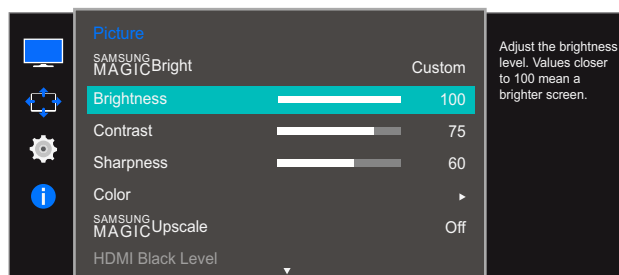 Picture
SAMSUNG
MAGICBright Custom
Brightness 100
Contrast 75
Sharpness 60
Color ▸
SAMSUNG
MAGICUpscale Off
HDMI Black Level
Adjust the brightness
level. Values closer
to 100 mean a
brighter screen.